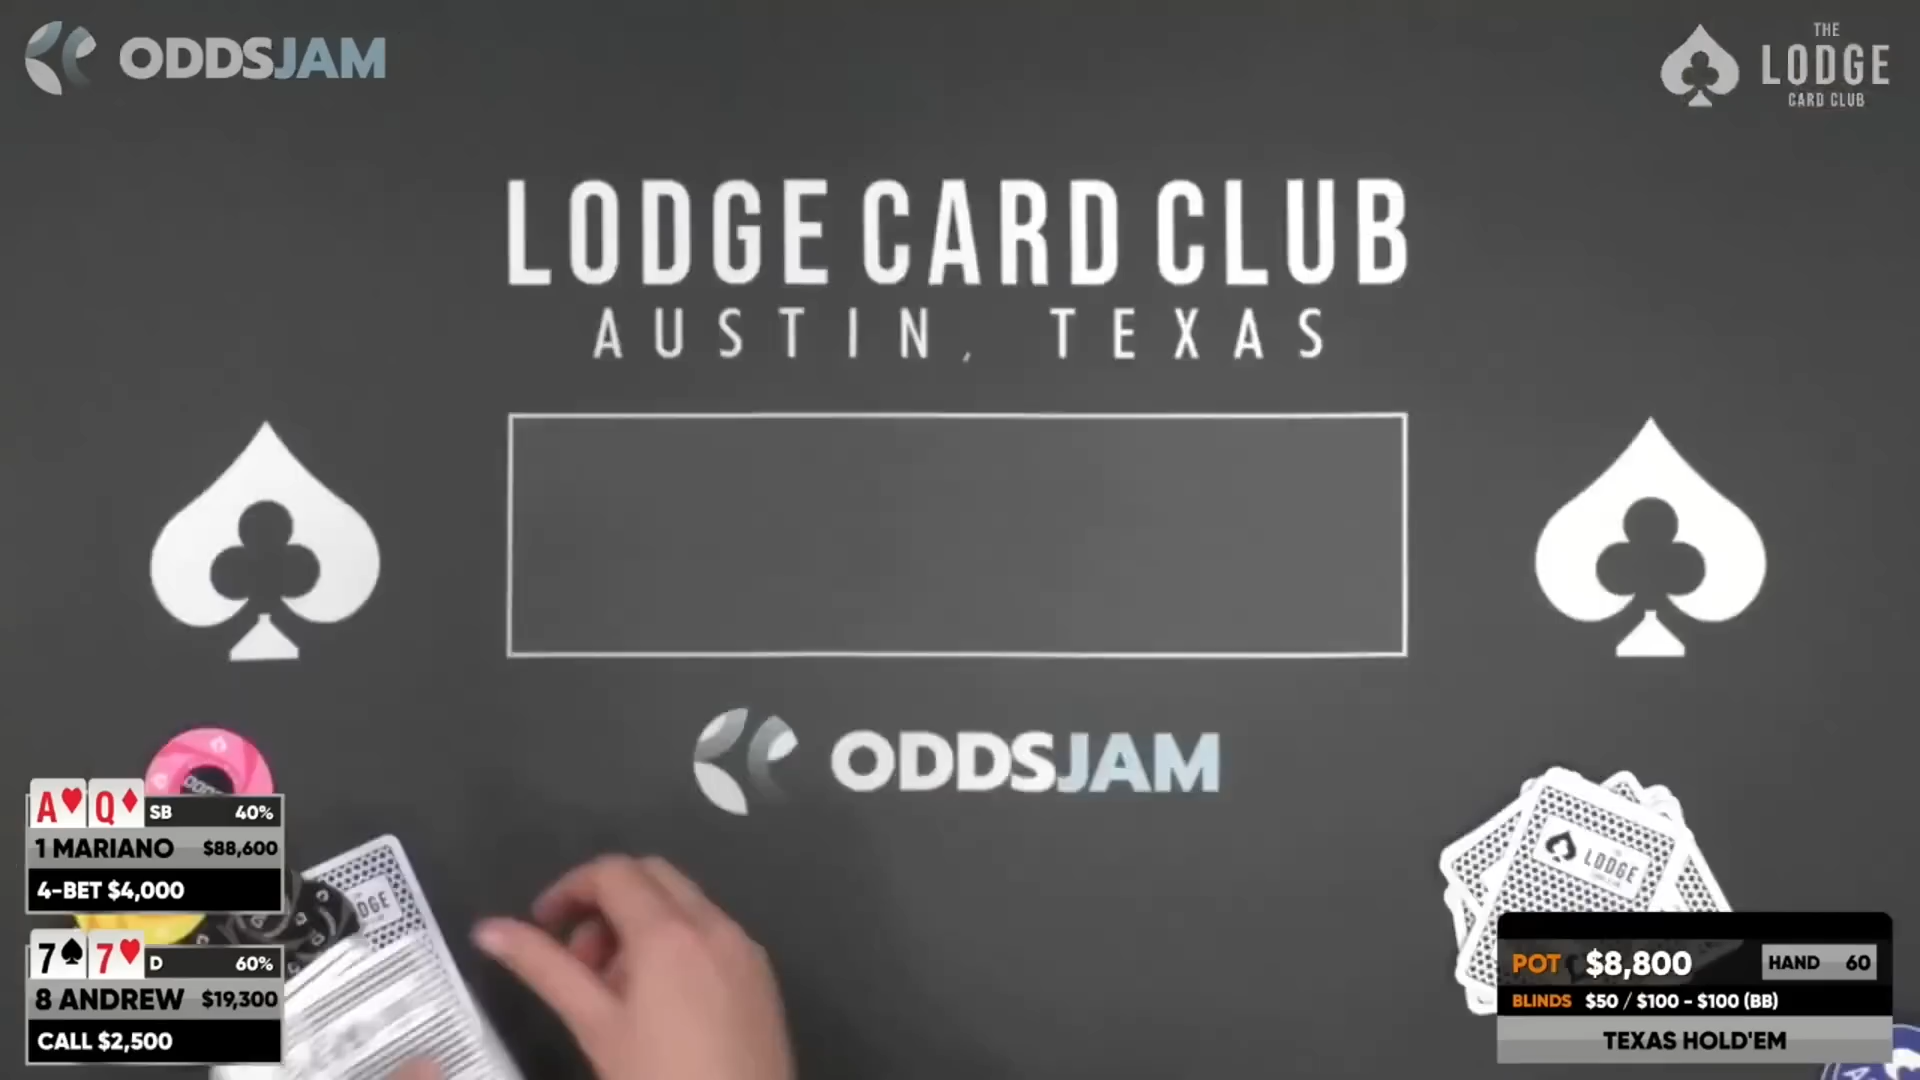 ODDSJAM
THE
LODGE
CARD CLUB
LODGE CARD CLUB
AUSTIN, TEXAS
ODDSJAM
A Q SB 40%
1 MARIANO $88,600
4-BET $4,000
7 7 D 60%
8 ANDREW $19,300
CALL $2,500
LODGE
POT $8,800 HAND 60
BLINDS $50 / $100 - $100 (BB)
TEXAS HOLD'EM